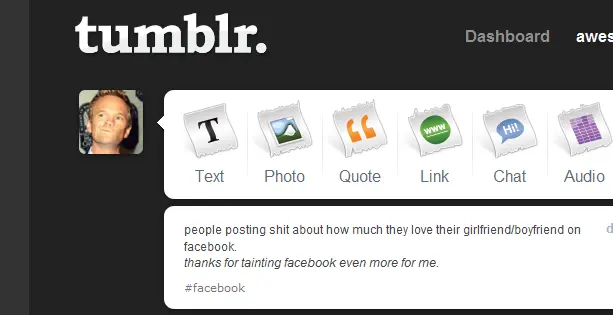 tumblr.
Dashboard
T
www
Hi!
Text
Photo
Quote
Link
Chat
Audio
people posting shit about how much they love their girlfriend/boyfriend on
facebook.
thanks for tainting facebook even more for me.
#facebook